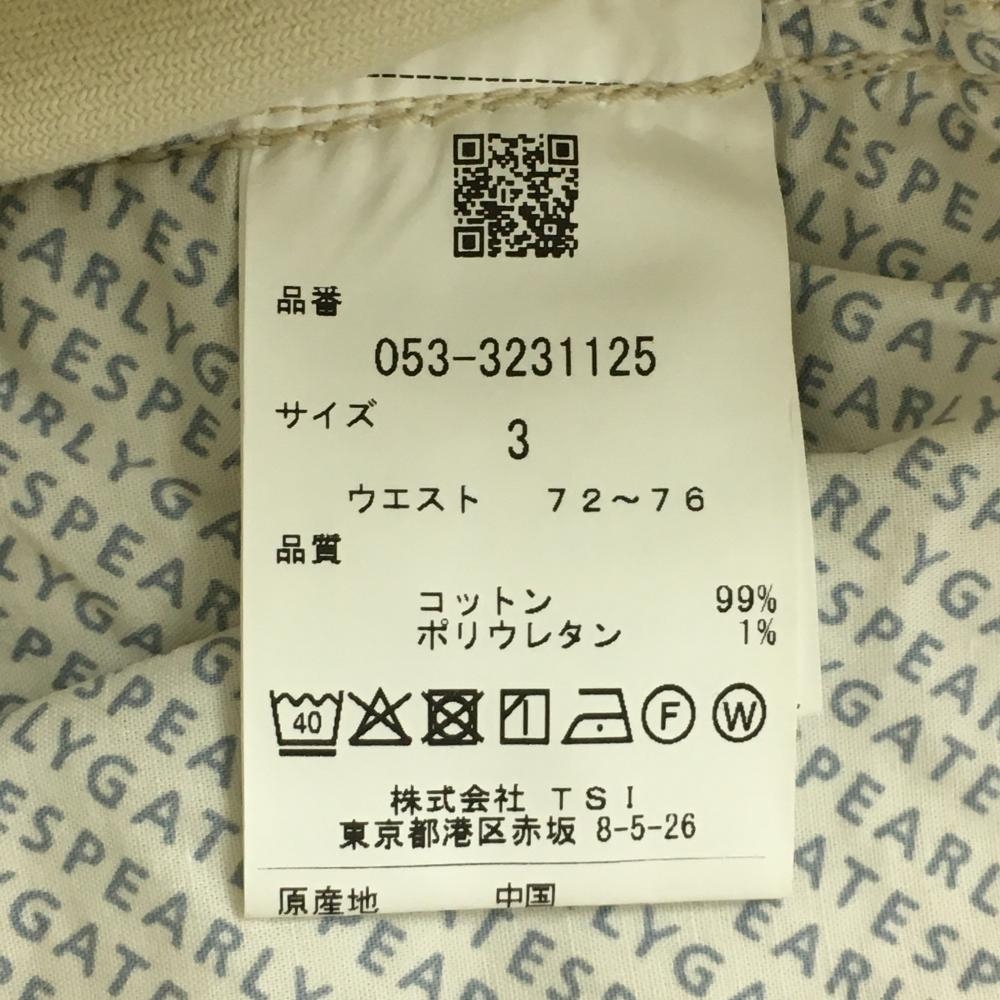 品番
053-3231125
サイズ
3
ウエスト 72~76
品質
コットン 99%
ポリウレタン 1%
40 F W
株式会社 TSI
東京都港区赤坂 8-5-26
原産地 中国
PEARLYGATES